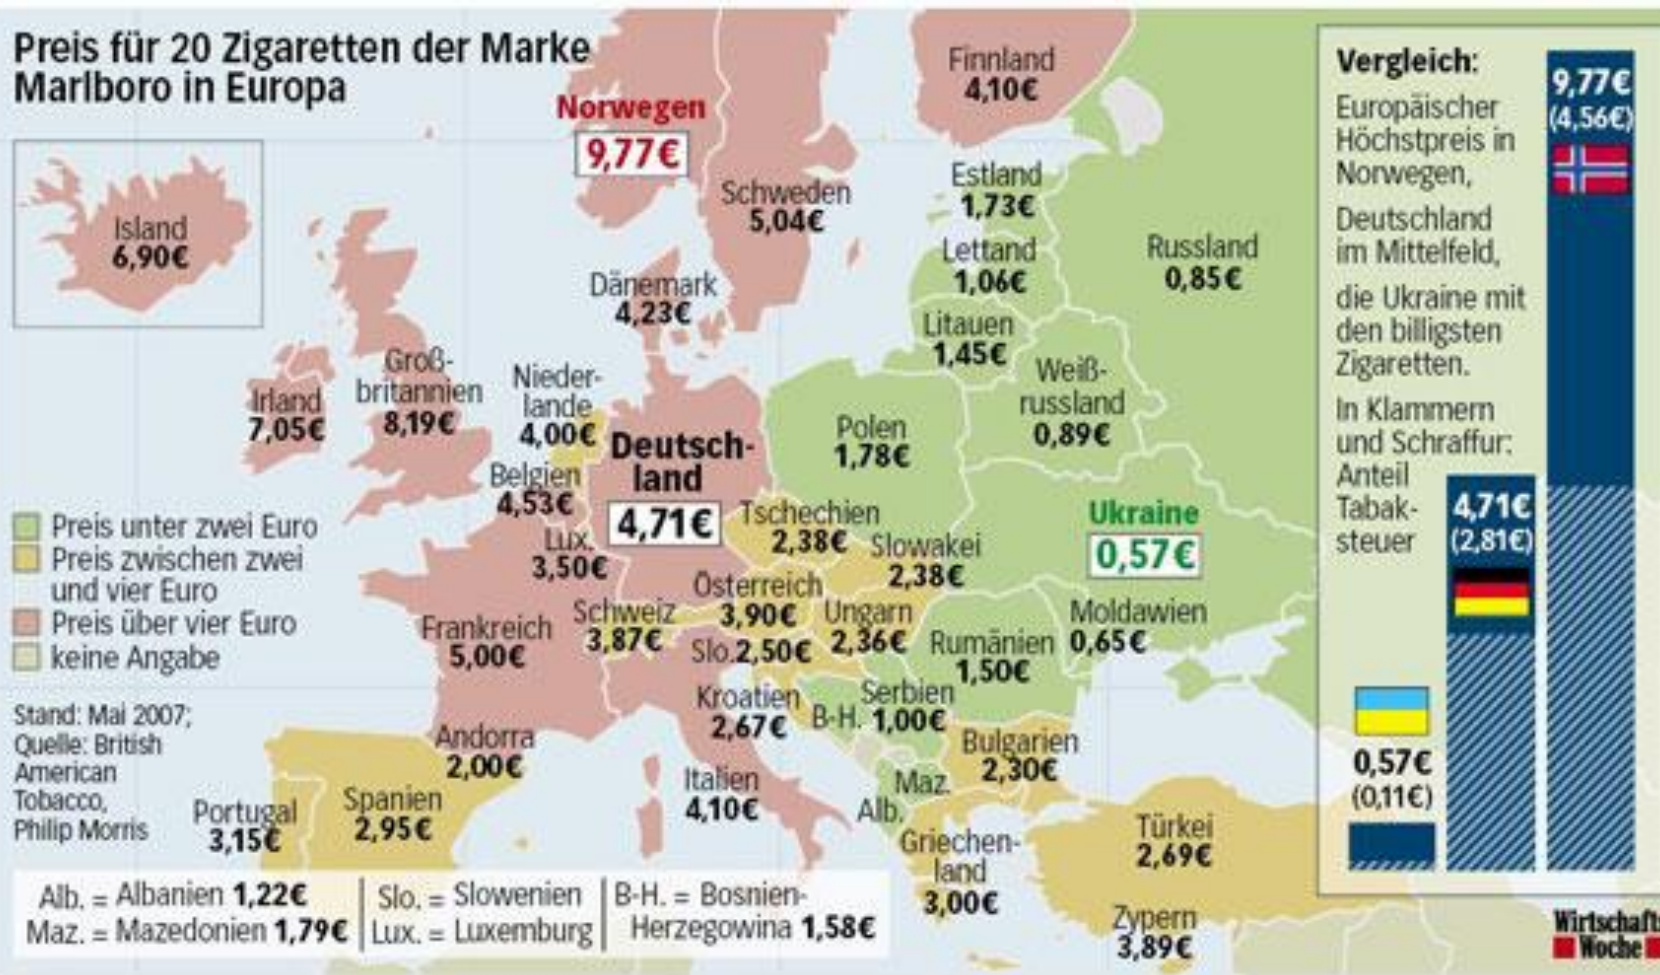 Preis für 20 Zigaretten der Marke
Marlboro in Europa
Norwegen
9,77€
Finnland
4,10€
Schweden
5,04€
Estland
1,73€
Lettand
1,06€
Russland
0,85€
Island
6,90€
Dänemark
4,23€
Litauen
1,45€
Weiß-
russland
0,89€
Groß-
britannien
8,19€
Irland
7,05€
Nieder-
lande
4,00€
Deutsch-
land
4,71€
Polen
1,78€
Belgien
4,53€
Lux.
3,50€
Tschechien
2,38€
Slowakei
2,38€
Ukraine
0,57€
Österreich
3,90€
Schweiz
3,87€
Ungarn
2,36€
Slo. 2,50€
Rumänien
1,50€
Moldawien
0,65€
Frankreich
5,00€
Kroatien
2,67€
B-H.
Serbien
1,00€
Andorra
2,00€
Italien
4,10€
Bulgarien
2,30€
Maz.
Alb.
Portugal
3,15€
Spanien
2,95€
Griechen-
land
3,00€
Türkei
2,69€
Zypern
3,89€
Preis unter zwei Euro
Preis zwischen zwei
und vier Euro
Preis über vier Euro
keine Angabe
Stand: Mai 2007;
Quelle: British
American
Tobacco,
Philip Morris
Alb. = Albanien 1,22€
Maz. = Mazedonien 1,79€
Slo. = Slowenien
Lux. = Luxemburg
B-H. = Bosnien-
Herzegowina 1,58€
Vergleich:
Europäischer
Höchstpreis in
Norwegen,
Deutschland
im Mittelfeld,
die Ukraine mit
den billigsten
Zigaretten.
In Klammern
und Schraffur:
Anteil
Tabak-
steuer
9,77€
(4,56€)
4,71€
(2,81€)
0,57€
(0,11€)
Wirtschafts
Woche